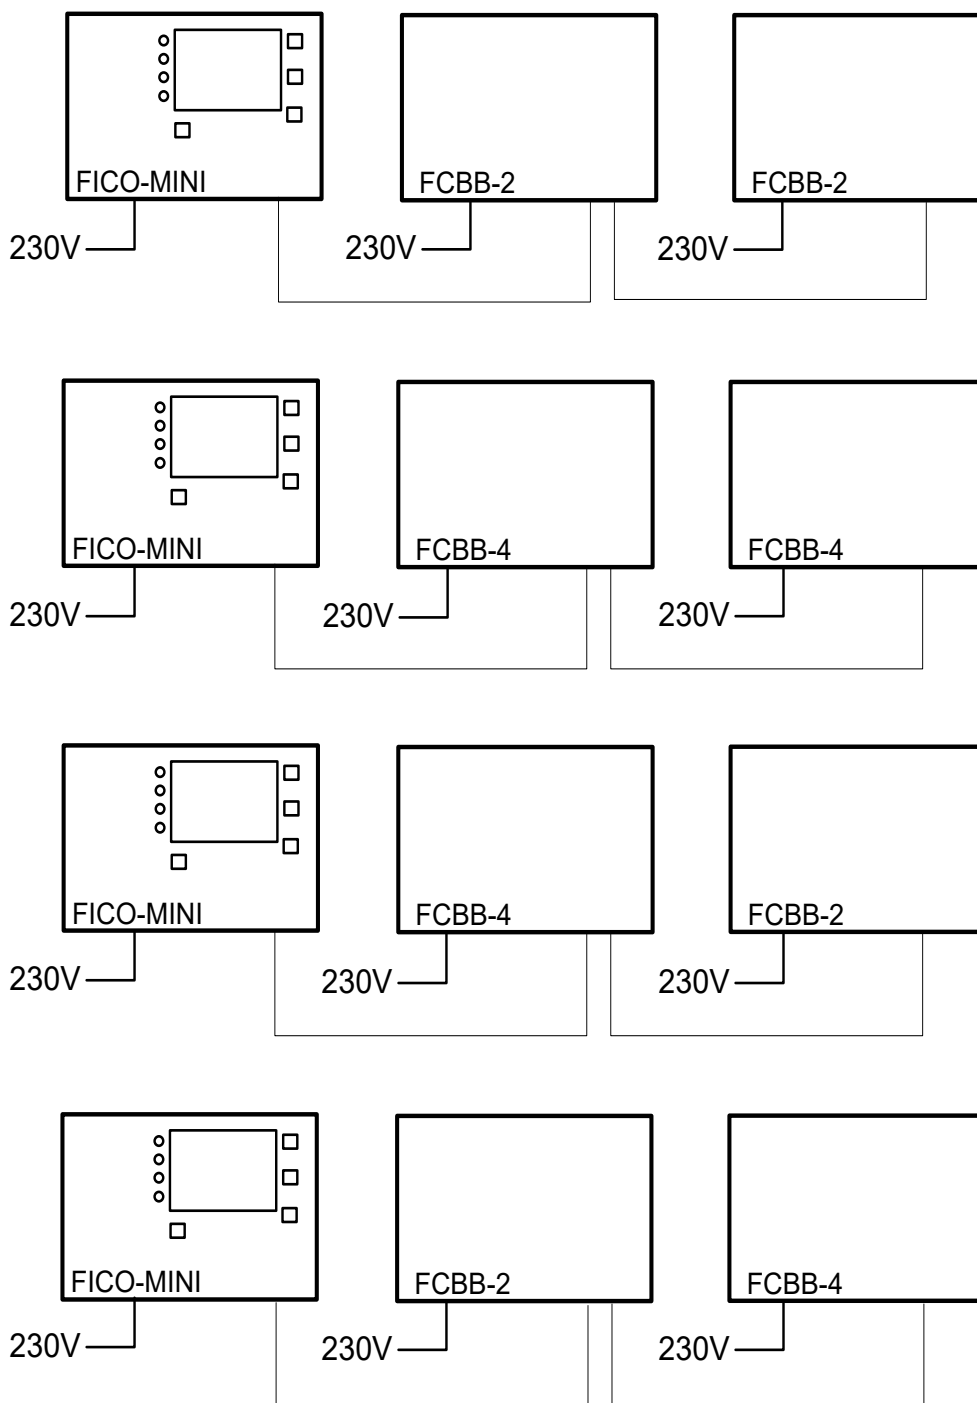 FICO-MINI FCBB-2 FCBB-2
230V 230V 230V
FICO-MINI FCBB-4 FCBB-4
230V 230V 230V
FICO-MINI FCBB-4 FCBB-2
230V 230V 230V
FICO-MINI FCBB-2 FCBB-4
230V 230V 230V